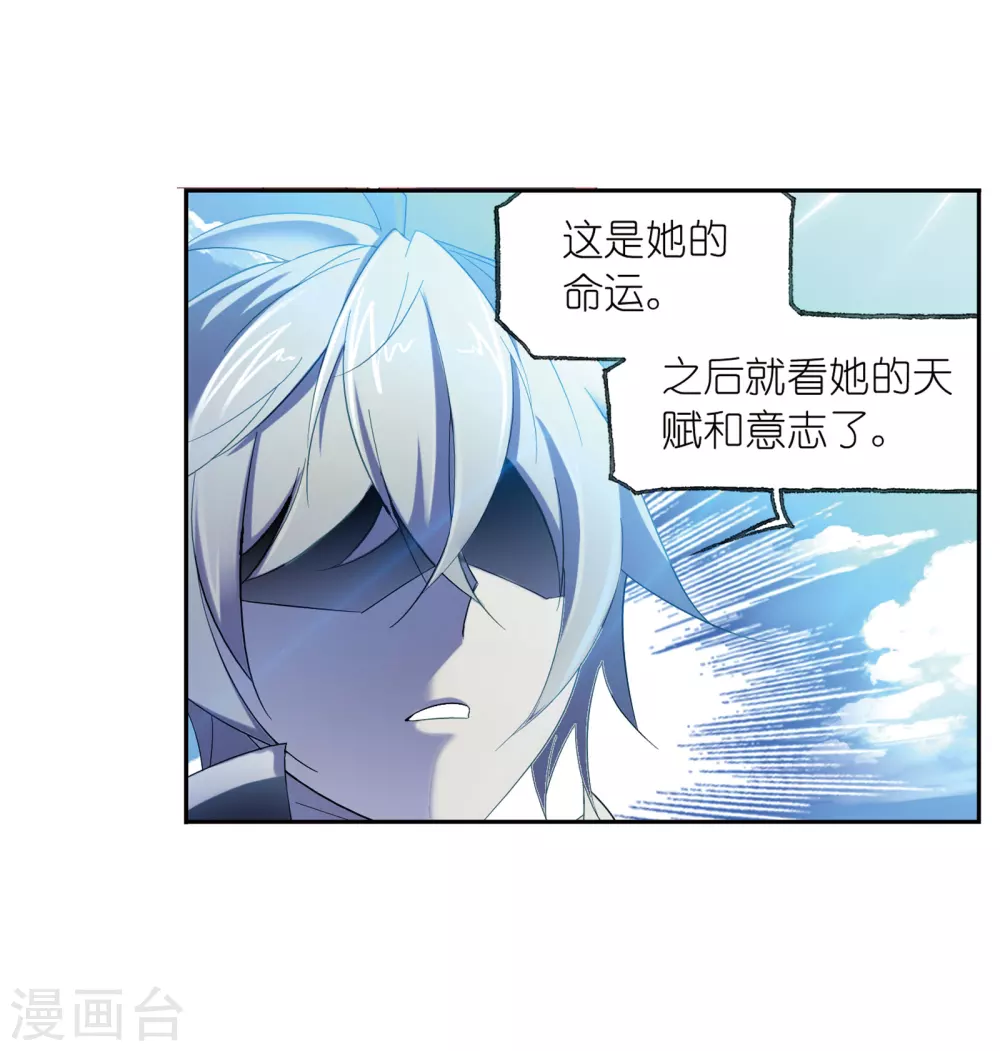 这是她的
命运。
之后就看她的天
赋和意志了。
漫画台